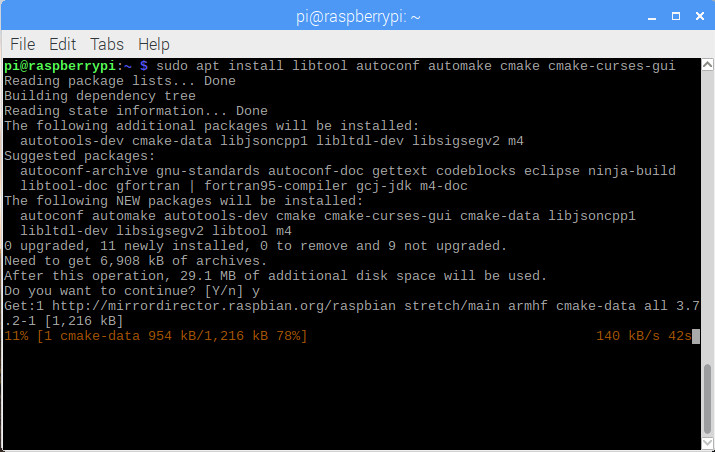 pi@raspberrypi: ~
File Edit Tabs Help
pi@raspberrypi:~ $ sudo apt install libtool autoconf automake cmake cmake-curses-gui
Reading package lists... Done
Building dependency tree
Reading state information... Done
The following additional packages will be installed:
  autotools-dev cmake-data libjsoncpp1 libltdl-dev libsigsegv2 m4
Suggested packages:
  autoconf-archive gnu-standards autoconf-doc gettext codeblocks eclipse ninja-build
  libtool-doc gfortran | fortran95-compiler gcj-jdk m4-doc
The following NEW packages will be installed:
  autoconf automake autotools-dev cmake cmake-curses-gui cmake-data libjsoncpp1
  libltdl-dev libsigsegv2 libtool m4
0 upgraded, 11 newly installed, 0 to remove and 9 not upgraded.
Need to get 6,908 kB of archives.
After this operation, 29.1 MB of additional disk space will be used.
Do you want to continue? [Y/n] y
Get:1 http://mirrordirector.raspbian.org/raspbian stretch/main armhf cmake-data all 3.7
.2-1 [1,216 kB]
11% [1 cmake-data 954 kB/1,216 kB 78%] 140 kB/s 42s